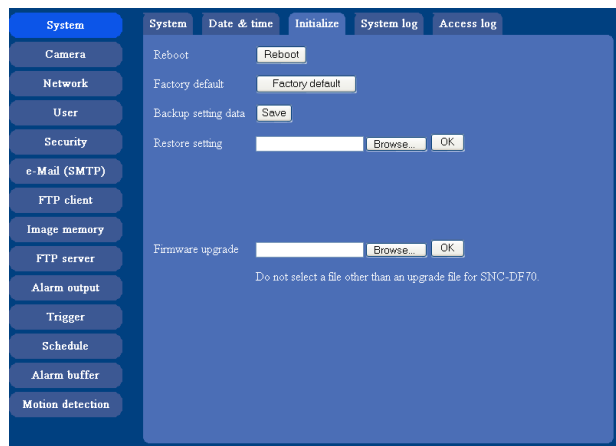 System
Camera
Network
User
Security
e-Mail (SMTP)
FTP client
Image memory
FTP server
Alarm output
Trigger
Schedule
Alarm buffer
Motion detection
System Date & time Initialize System log Access log
Reboot Reboot
Factory default Factory default
Backup setting data Save
Restore setting Browse... OK
Firmware upgrade Browse... OK
Do not select a file other than an upgrade file for SNC-DF70.